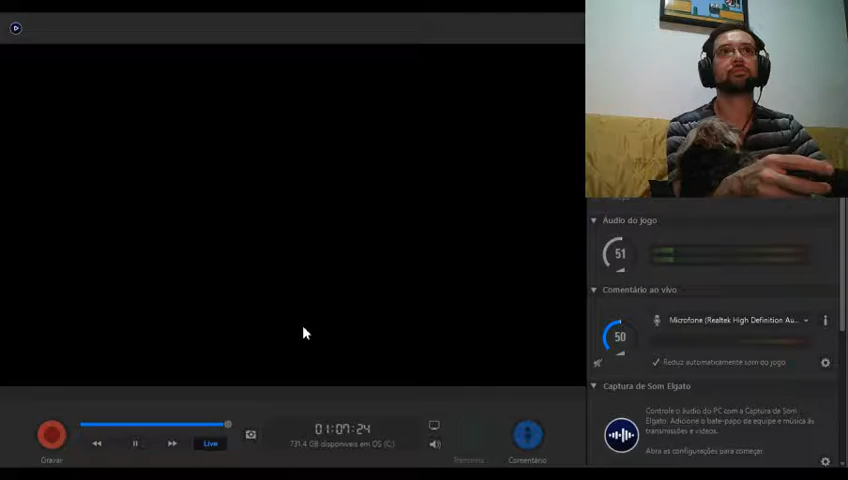 Áudio do jogo
51
Comentário ao vivo
Microfone (Realtek High Definition Au...
50
Reduz automaticamente som do jogo
Captura de Som Elgato
Controle o áudio do PC com a Captura de Som
Elgato. Adicione o bate-papo de equipe e música às
transmissões e vídeos.
Abra as configurações para começar.
Live
01:07:24
731.4 GB disponíveis em OS (C:)
Gravar
Comentário